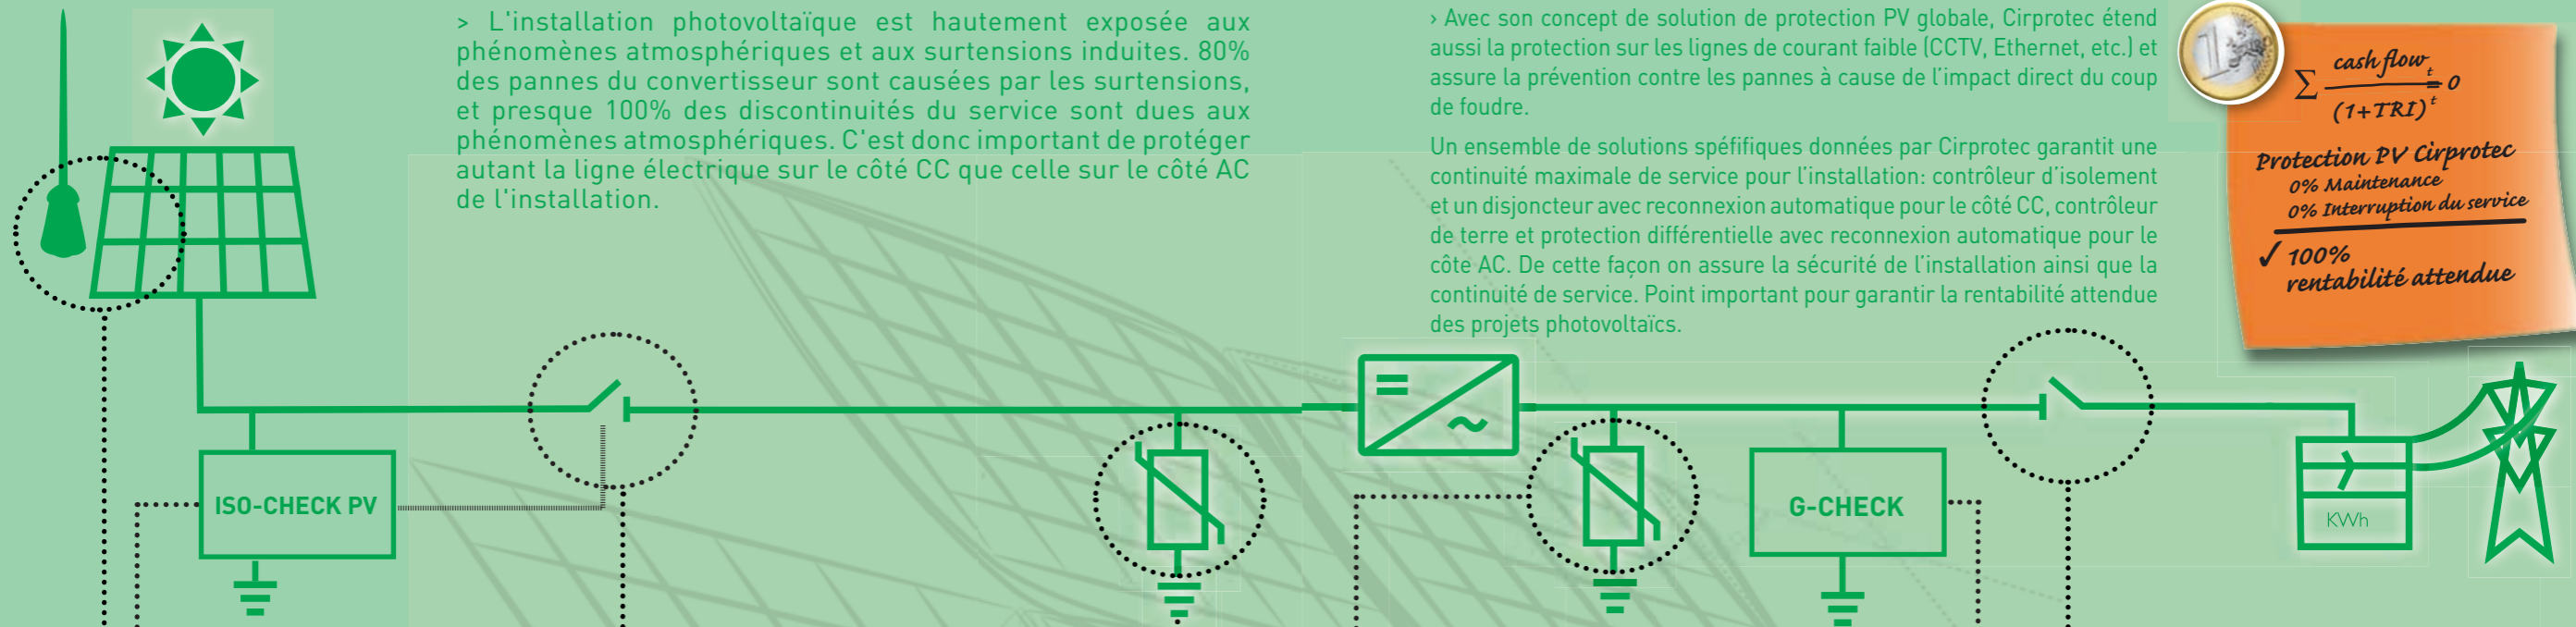 > L'installation photovoltaïque est hautement exposée aux
phénomènes atmosphériques et aux surtensions induites. 80%
des pannes du convertisseur sont causées par les surtensions,
et presque 100% des discontinuités du service sont dues aux
phénomènes atmosphériques. C'est donc important de protéger
autant la ligne électrique sur le côté CC que celle sur le côté AC
de l'installation.
› Avec son concept de solution de protection PV globale, Cirprotec étend
aussi la protection sur les lignes de courant faible (CCTV, Ethernet, etc.) et
assure la prévention contre les pannes à cause de l'impact direct du coup
de foudre.
Un ensemble de solutions spéfifiques données par Cirprotec garantit une
continuité maximale de service pour l'installation: contrôleur d'isolement
et un disjoncteur avec reconnexion automatique pour le côté CC, contrôleur
de terre et protection différentielle avec reconnexion automatique pour le
côte AC. De cette façon on assure la sécurité de l'installation ainsi que la
continuité de service. Point important pour garantir la rentabilité attendue
des projets photovoltaïcs.
1
∑ cash flow t = 0
(1+TRI) t
Protection PV Cirprotec
0% Maintenance
0% Interruption du service
✓ 100%
rentabilité attendue
ISO-CHECK PV
G-CHECK
KWh